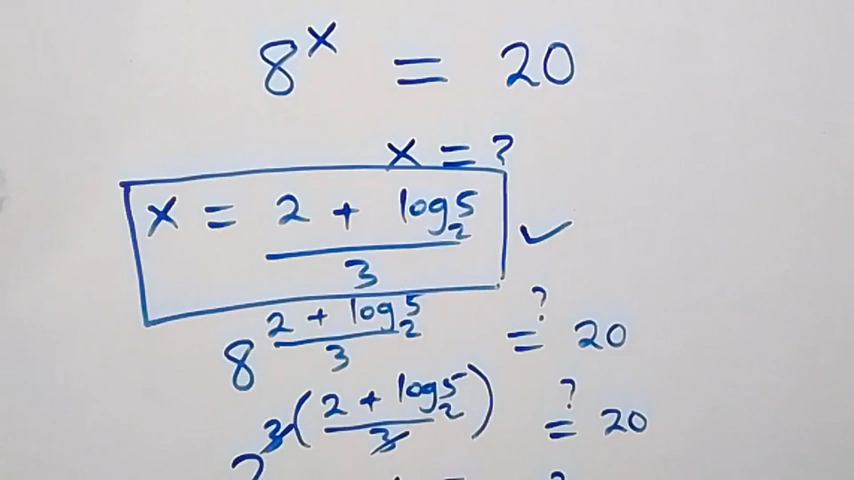 8^x = 20
x = ?
x = (2 + log₂5)/3 ✓
8^((2 + log₂5)/3) =? 20
2^(3((2 + log₂5)/3)) =? 20